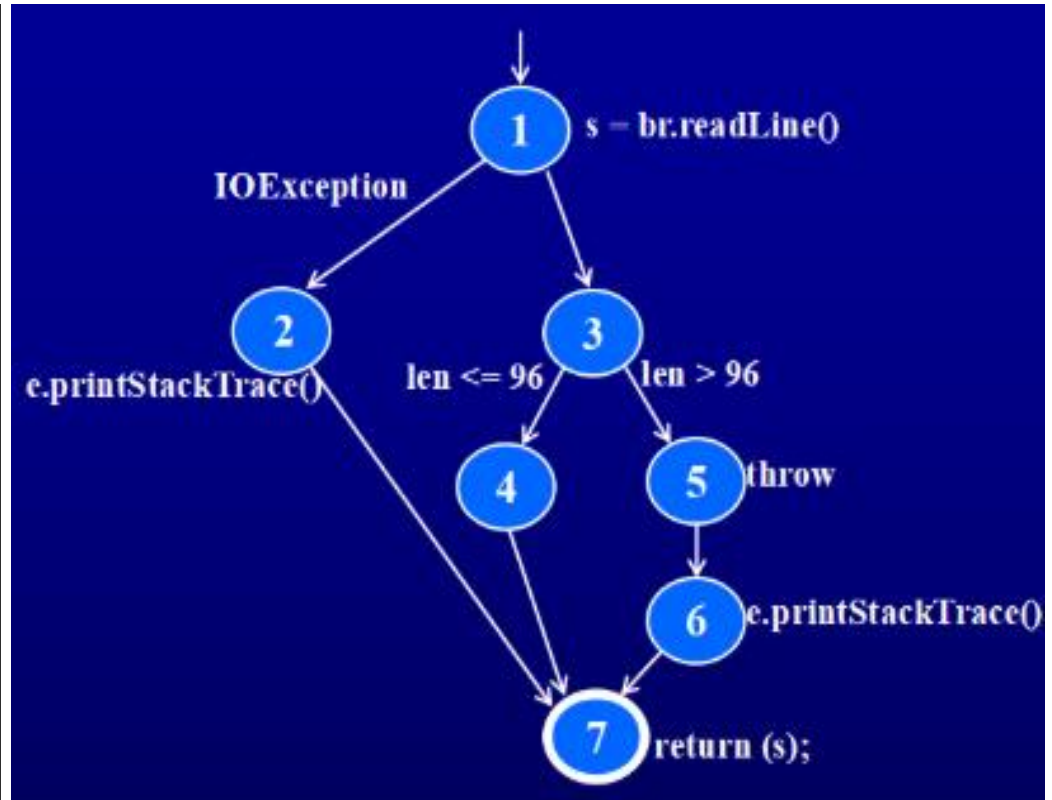 1
s = br.readLine()
IOException
2
3
e.printStackTrace()
len <= 96
len > 96
4
5
throw
6
e.printStackTrace()
7
return (s);